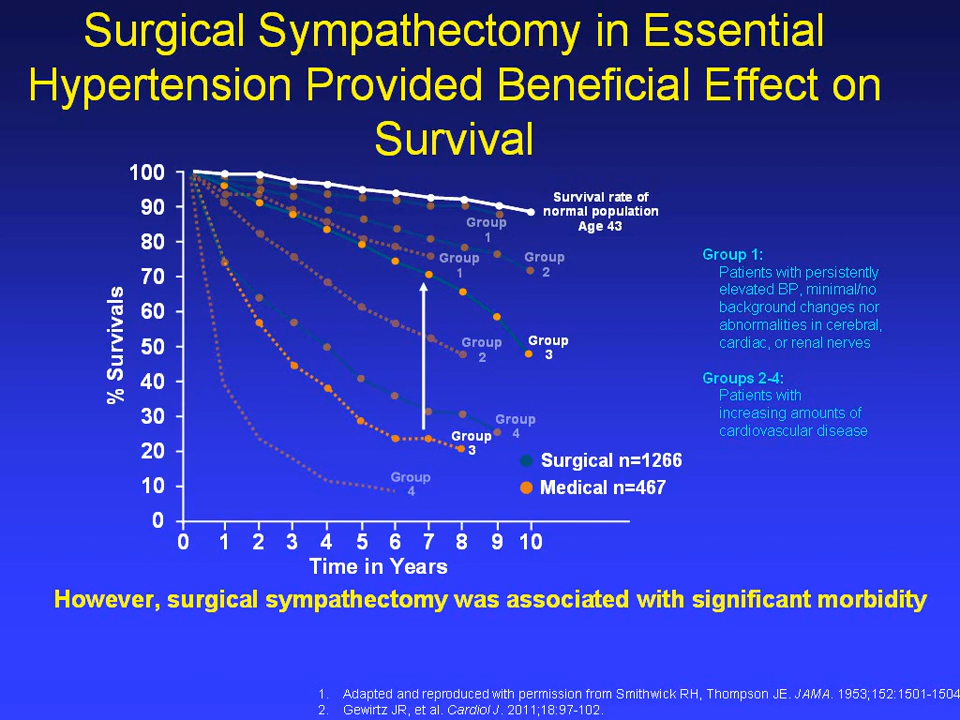 Surgical Sympathectomy in Essential
Hypertension Provided Beneficial Effect on
Survival
100
90
80
70
60
50
40
30
20
10
0
% Survivals
0 1 2 3 4 5 6 7 8 9 10
Time in Years
Survival rate of
normal population
Age 43
Group
1
Group
1
Group
2
Group
2
Group
3
Group
4
Group
3
Group
4
Surgical n=1266
Medical n=467
Group 1:
Patients with persistently
elevated BP, minimal/no
background changes nor
abnormalities in cerebral,
cardiac, or renal nerves
Groups 2-4:
Patients with
increasing amounts of
cardiovascular disease
However, surgical sympathectomy was associated with significant morbidity
1. Adapted and reproduced with permission from Smithwick RH, Thompson JE. JAMA. 1953;152:1501-1504
2. Gewirtz JR, et al. Cardiol J. 2011;18:97-102.